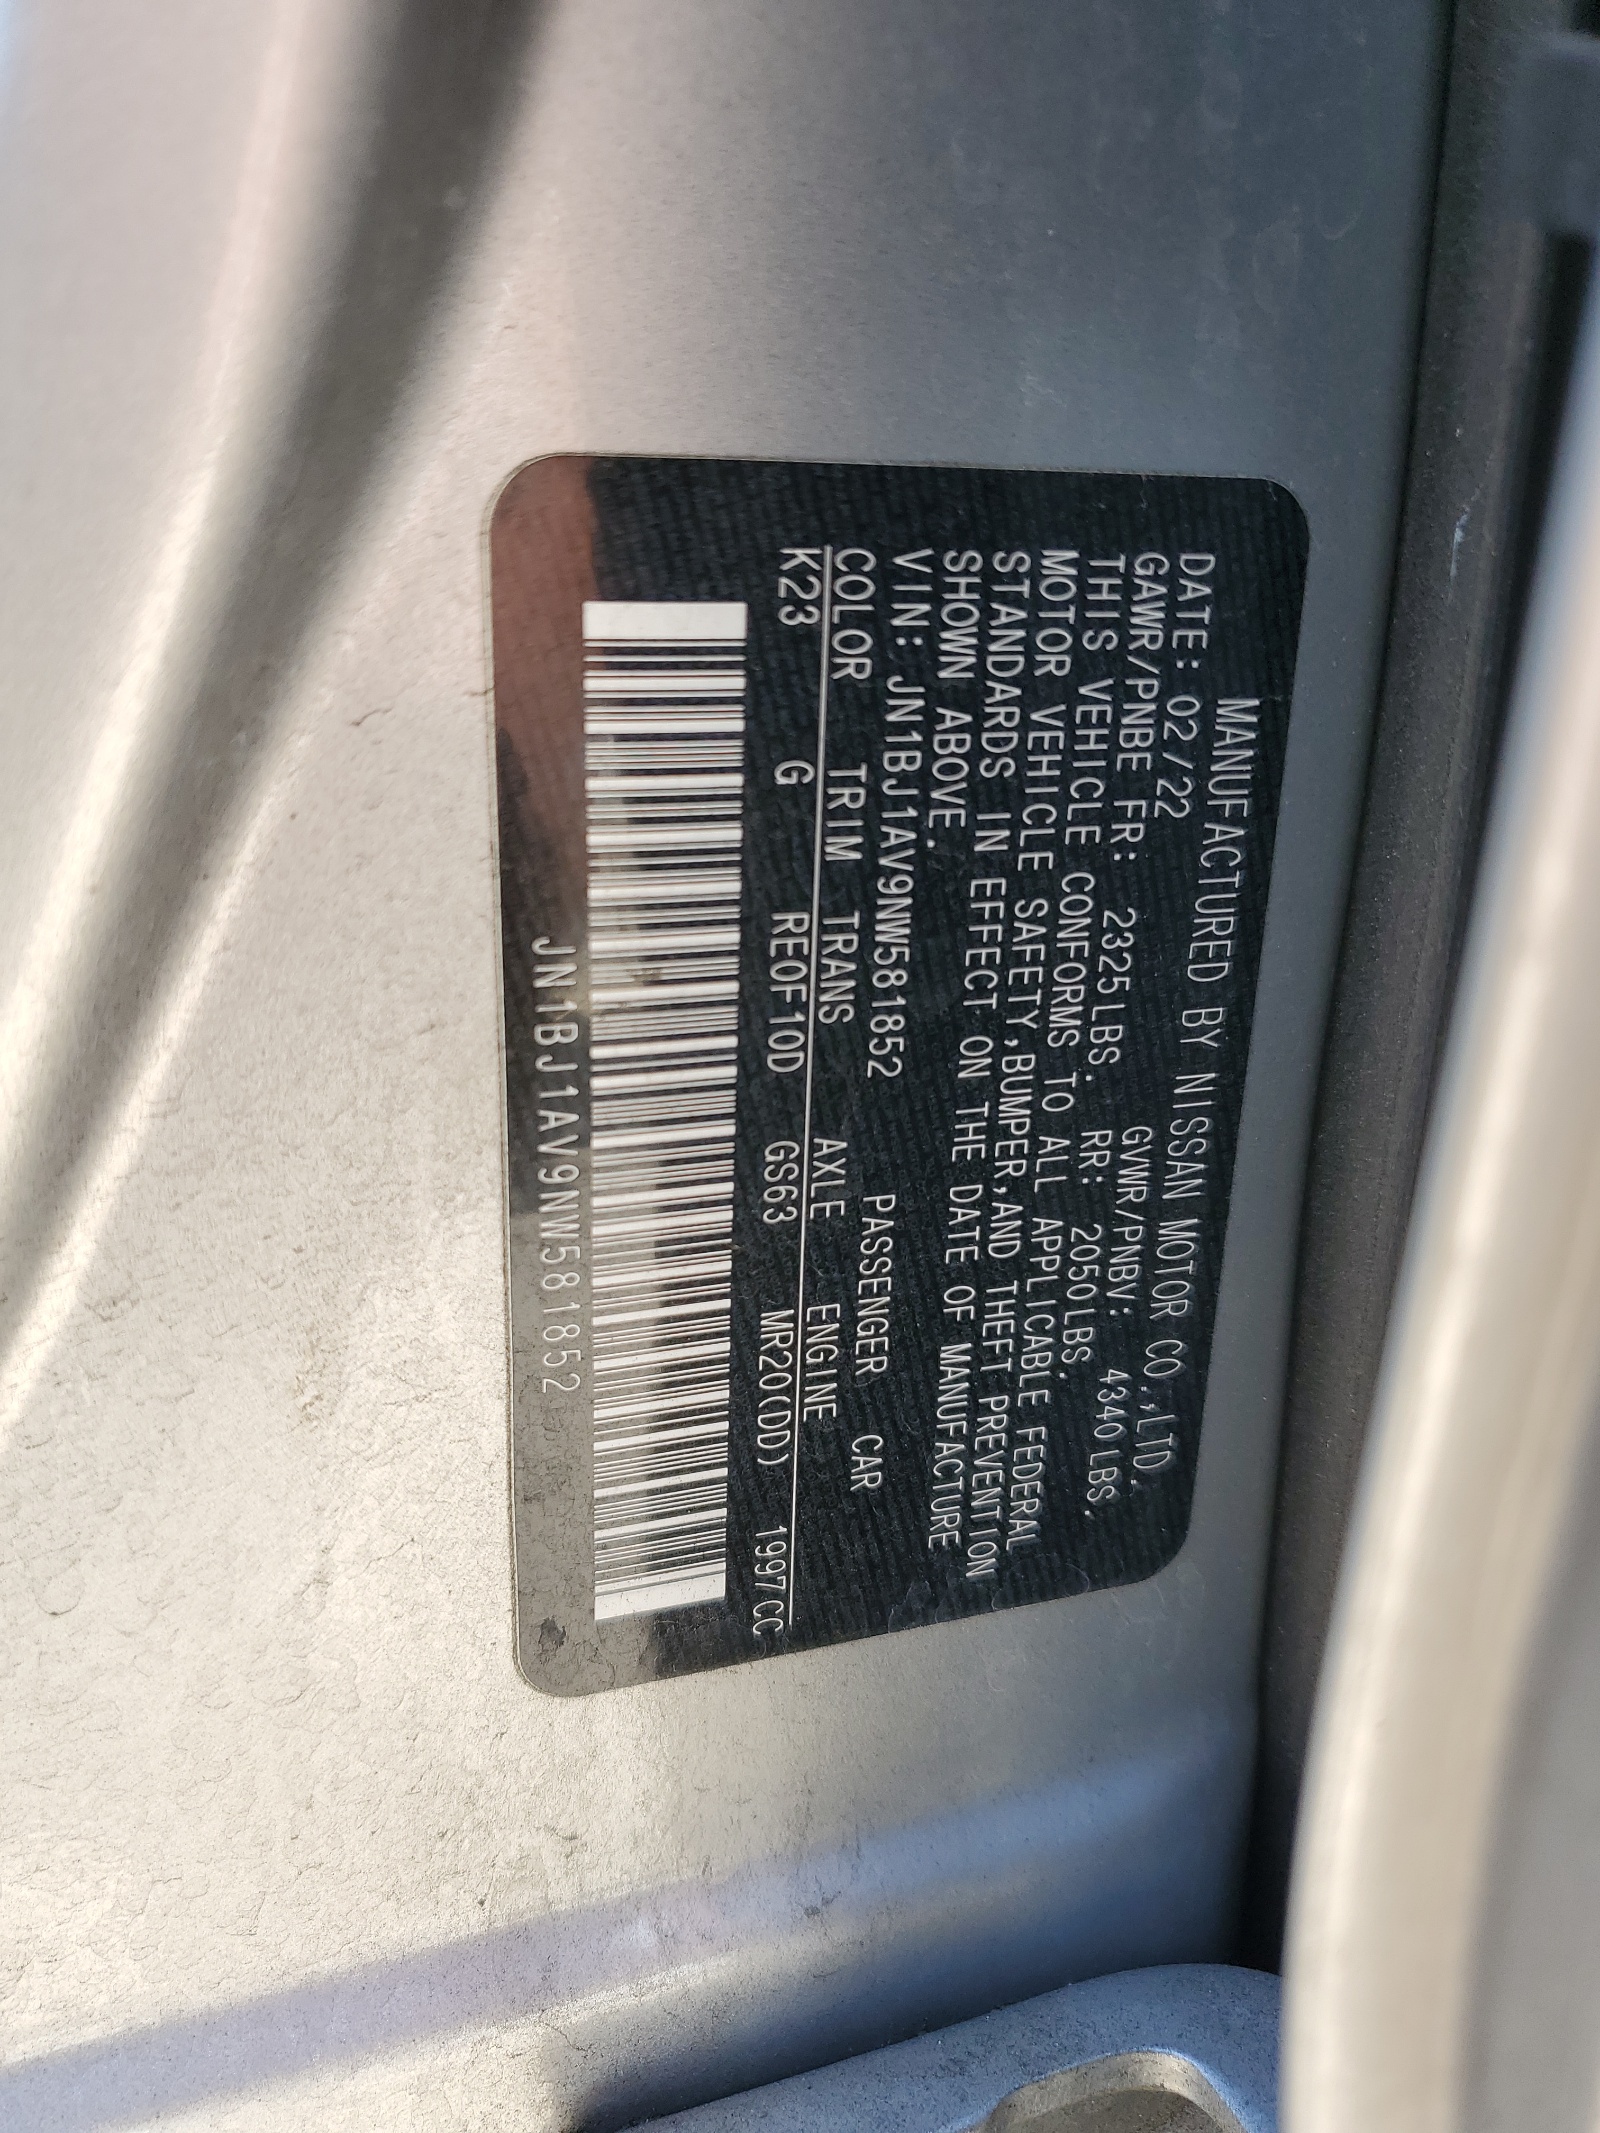 MANUFACTURED BY NISSAN MOTOR CO.,LTD.
DATE: 02/22 GVWR/PNBV: 4340LBS.
GAWR/PNBE FR: 2325LBS. RR: 2050LBS.
THIS VEHICLE CONFORMS TO ALL APPLICABLE FEDERAL
MOTOR VEHICLE SAFETY,BUMPER,AND THEFT PREVENTION
STANDARDS IN EFFECT ON THE DATE OF MANUFACTURE
SHOWN ABOVE.
VIN: JN1BJ1AV9NW581852 PASSENGER CAR
COLOR TRIM TRANS AXLE ENGINE
K23 G RE0F10D GS63 MR20(DD) 1997CC
JN1BJ1AV9NW581852